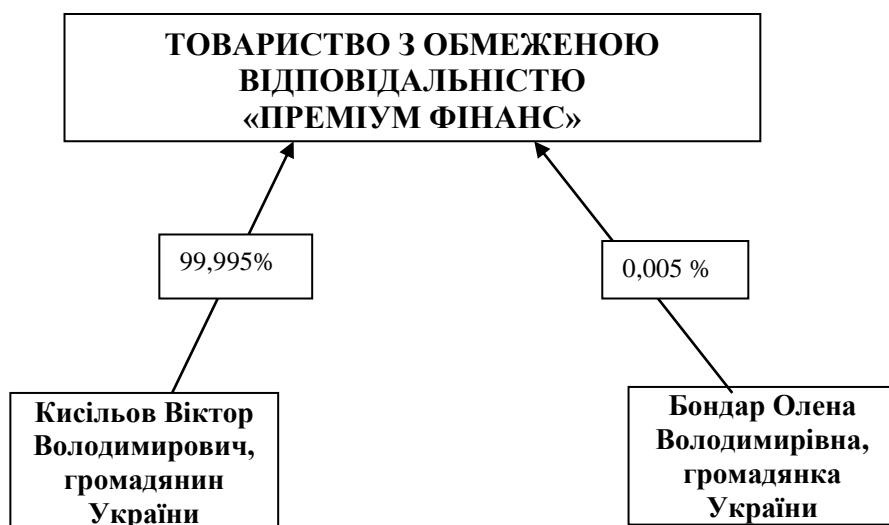 ТОВАРИСТВО З ОБМЕЖЕНОЮ
ВІДПОВІДАЛЬНІСТЮ
«ПРЕМІУМ ФІНАНС»
99,995%
0,005 %
Кисільов Віктор
Володимирович,
громадянин
України
Бондар Олена
Володимирівна,
громадянка
України